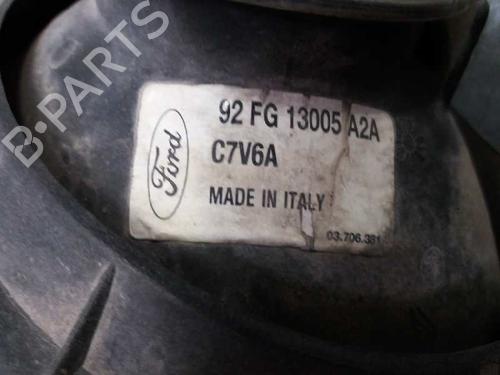 B-PARTS
Ford
92 FG 13005 A2A
C7V6A
MADE IN ITALY
03.706.381